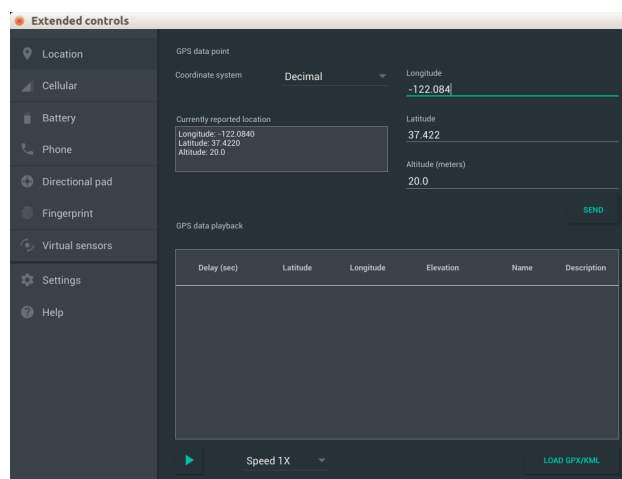 Extended controls
Location
Cellular
Battery
Phone
Directional pad
Fingerprint
Virtual sensors
Settings
Help
GPS data point
Coordinate system
Decimal
Longitude
-122.084
Currently reported location
Longitude: -122.0840
Latitude: 37.4220
Altitude: 20.0
Latitude
37.422
Altitude (meters)
20.0
SEND
GPS data playback
Delay (sec) Latitude Longitude Elevation Name Description
Speed 1X
LOAD GPX/KML